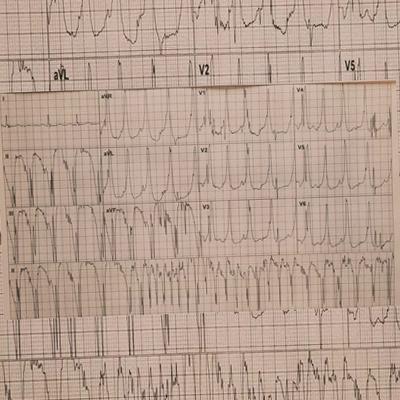 aVL V2 V5
I aVR V1 V4
II aVL V2 V5
III aVF V3 V6
II